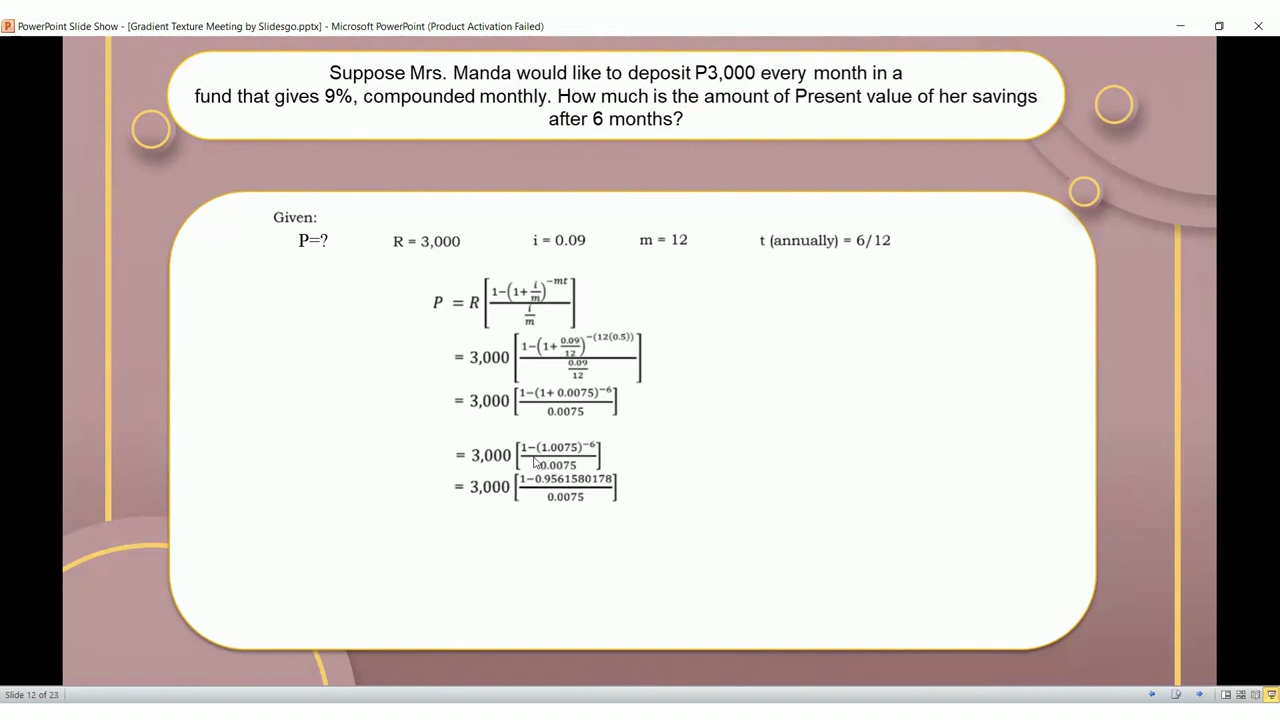 PowerPoint Slide Show - [Gradient Texture Meeting by Slidesgo.pptx] - Microsoft PowerPoint (Product Activation Failed)
Suppose Mrs. Manda would like to deposit P3,000 every month in a
fund that gives 9%, compounded monthly. How much is the amount of Present value of her savings
after 6 months?
Given:
P=? R = 3,000 i = 0.09 m = 12 t (annually) = 6/12
P = R [(1−(1+i/m)^−mt)/(i/m)]
= 3,000 [(1−(1+0.09/12)^−(12(0.5)))/(0.09/12)]
= 3,000 [(1−(1+ 0.0075)^−6)/0.0075]
= 3,000 [(1−(1.0075)^−6)/0.0075]
= 3,000 [(1−0.9561580178)/0.0075]
Slide 12 of 23